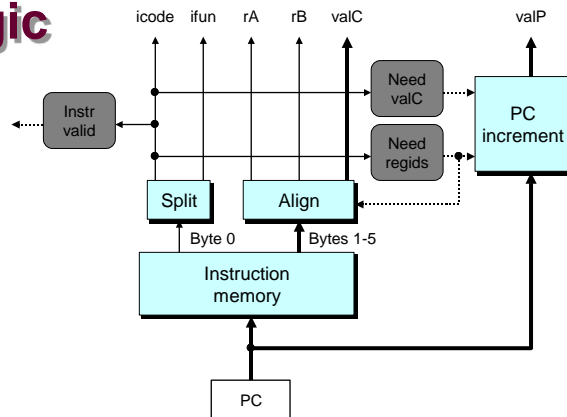 gic
icode ifun rA rB valC valP
Need
valC
Instr
valid
PC
increment
Need
regids
Split
Align
Byte 0
Bytes 1-5
Instruction
memory
PC